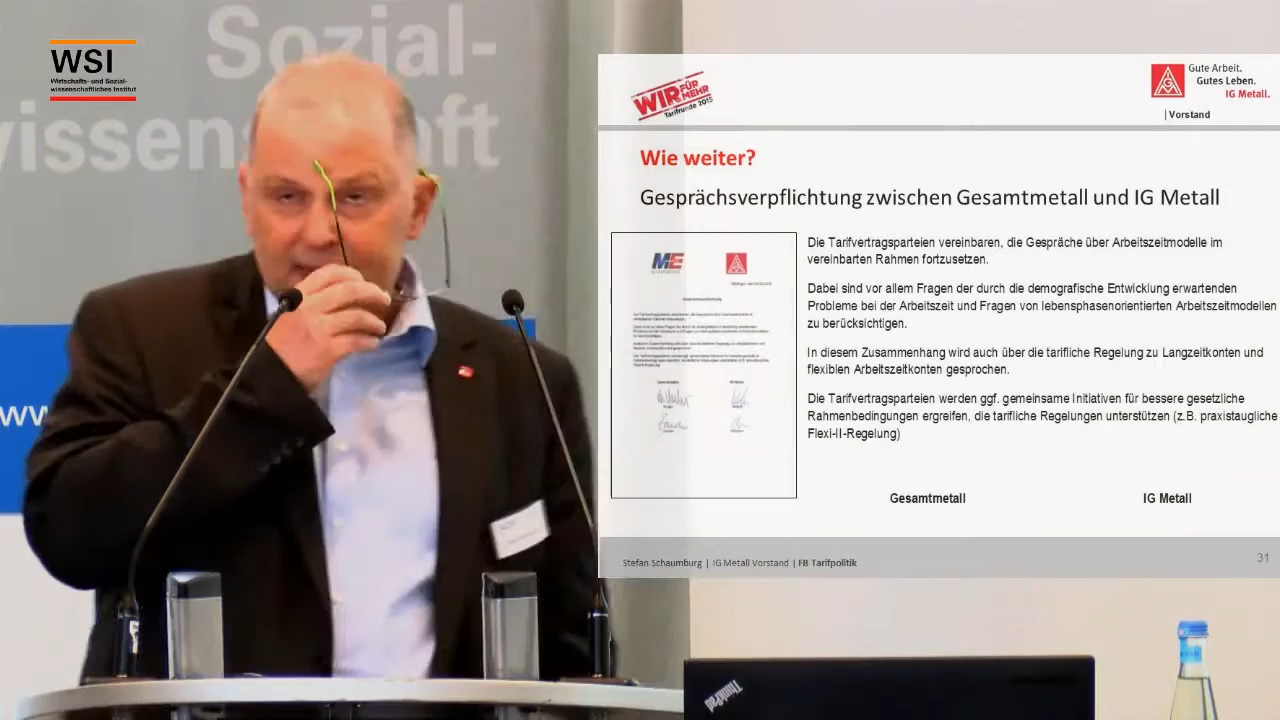 Sozial-
wissenschaft
WSI
Wirtschafts- und Sozial-
wissenschaftliches Institut
www
WIR FÜR MEHR
Tarifrunde 2015
Gute Arbeit.
Gutes Leben.
IG Metall.
| Vorstand
Wie weiter?
Gesprächsverpflichtung zwischen Gesamtmetall und IG Metall
ME
Die Tarifvertragsparteien vereinbaren, die Gespräche über Arbeitszeitmodelle im
vereinbarten Rahmen fortzusetzen.
Dabei sind vor allem Fragen der durch die demografische Entwicklung erwarteten
Probleme bei der Arbeitszeit und Fragen von lebensphasenorientierten Arbeitszeitmodellen
zu berücksichtigen.
In diesem Zusammenhang wird auch über die tarifliche Regelung zu Langzeitkonten und
flexiblen Arbeitszeitkonten gesprochen.
Die Tarifvertragsparteien werden ggf. gemeinsame Initiativen für bessere gesetzliche
Rahmenbedingungen ergreifen, die tarifliche Regelungen unterstützen (z.B. praxistaugliche
Flexi-II-Regelung)
Gesamtmetall IG Metall
Stefan Schaumburg | IG Metall Vorstand | FB Tarifpolitik
31
ThinkPad